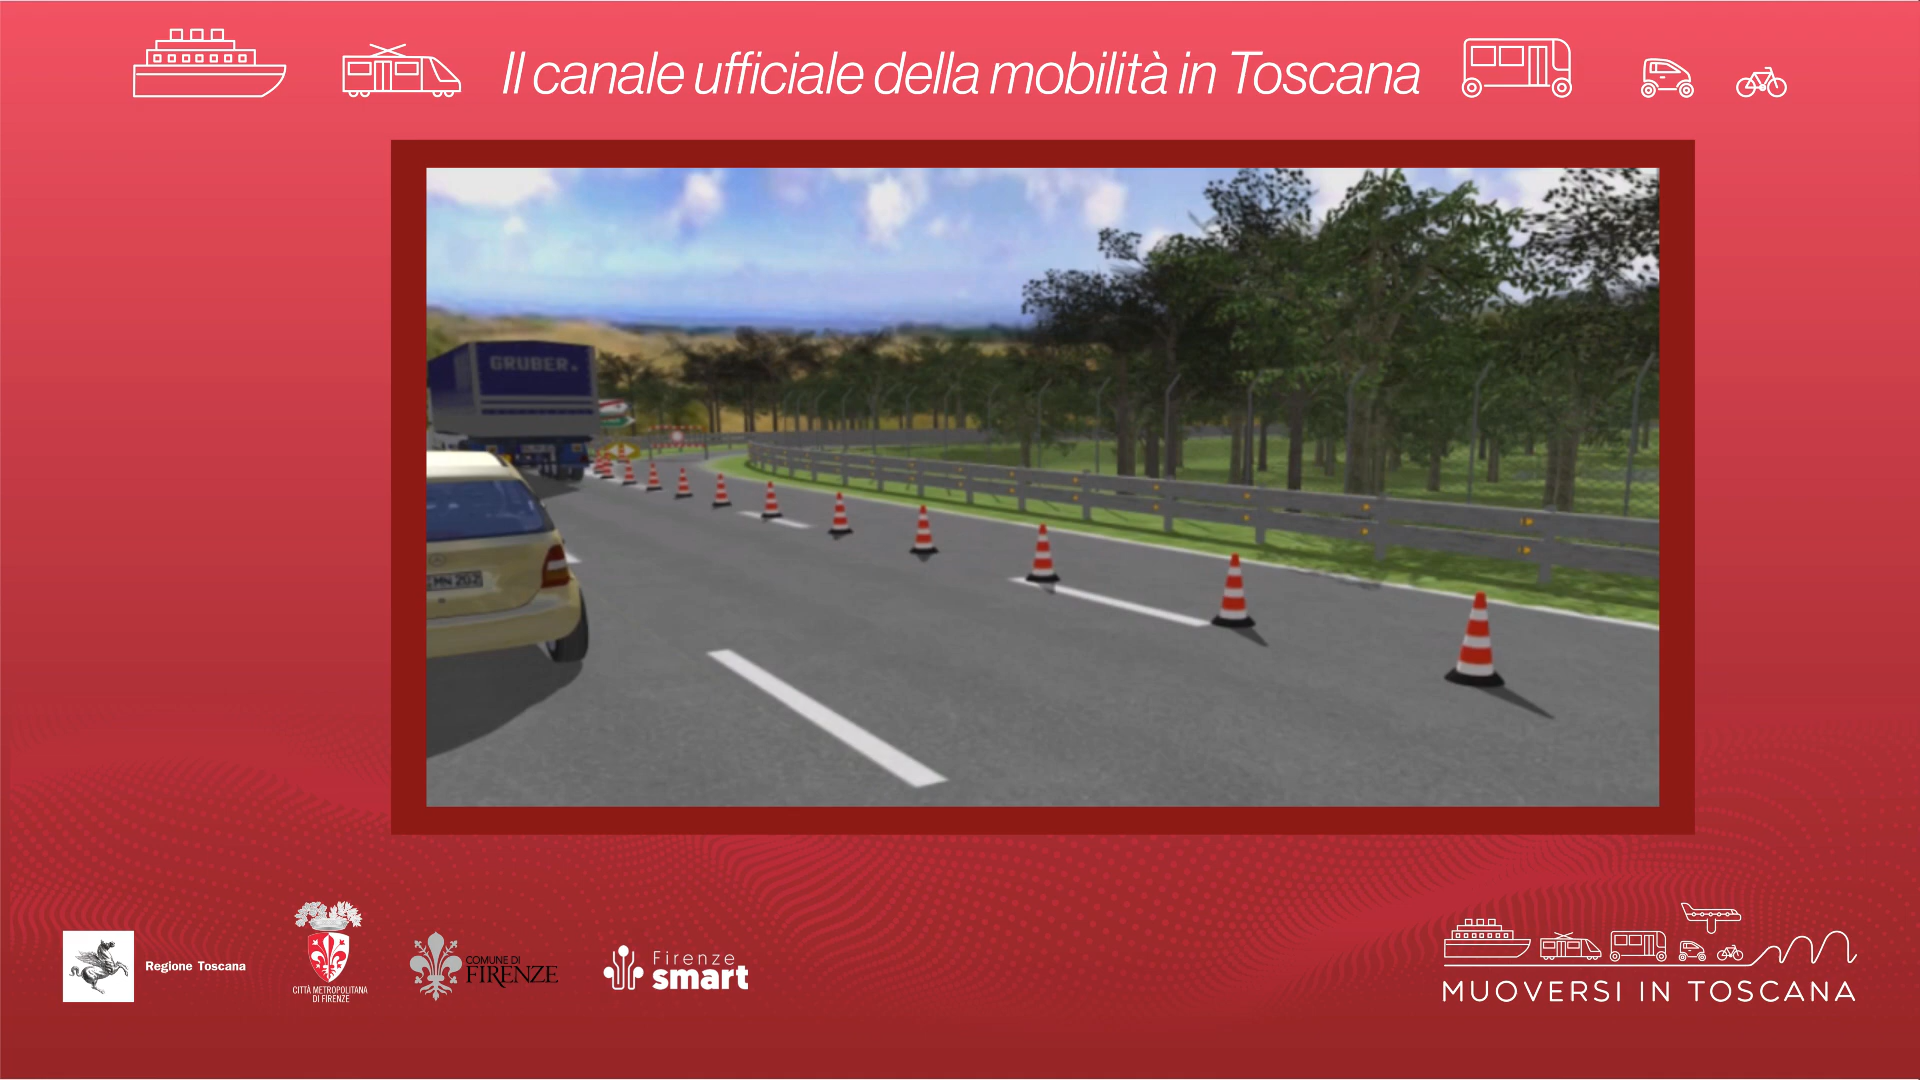 Il canale ufficiale della mobilità in Toscana
GRUBER.
Regione Toscana
CITTÀ METROPOLITANA
DI FIRENZE
COMUNE DI
FIRENZE
Firenze
smart
MUOVERSI IN TOSCANA